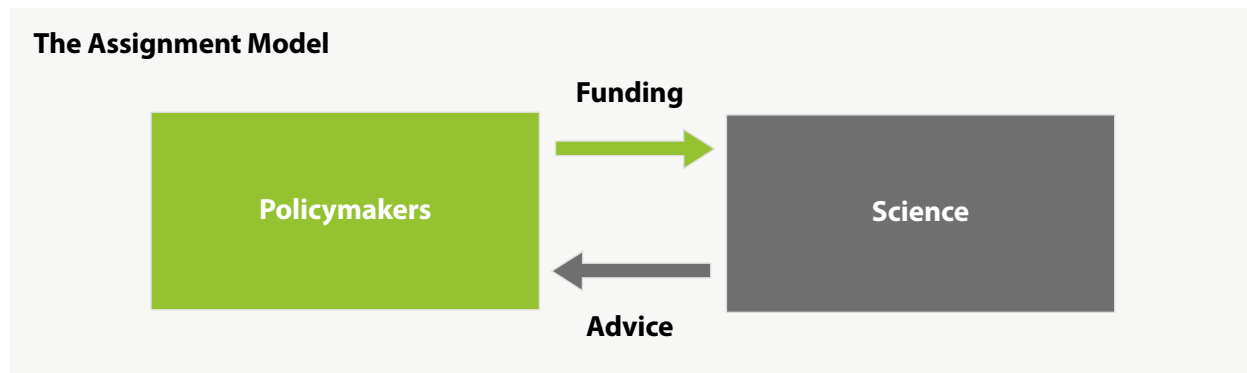 The Assignment Model
Funding
Policymakers
Science
Advice